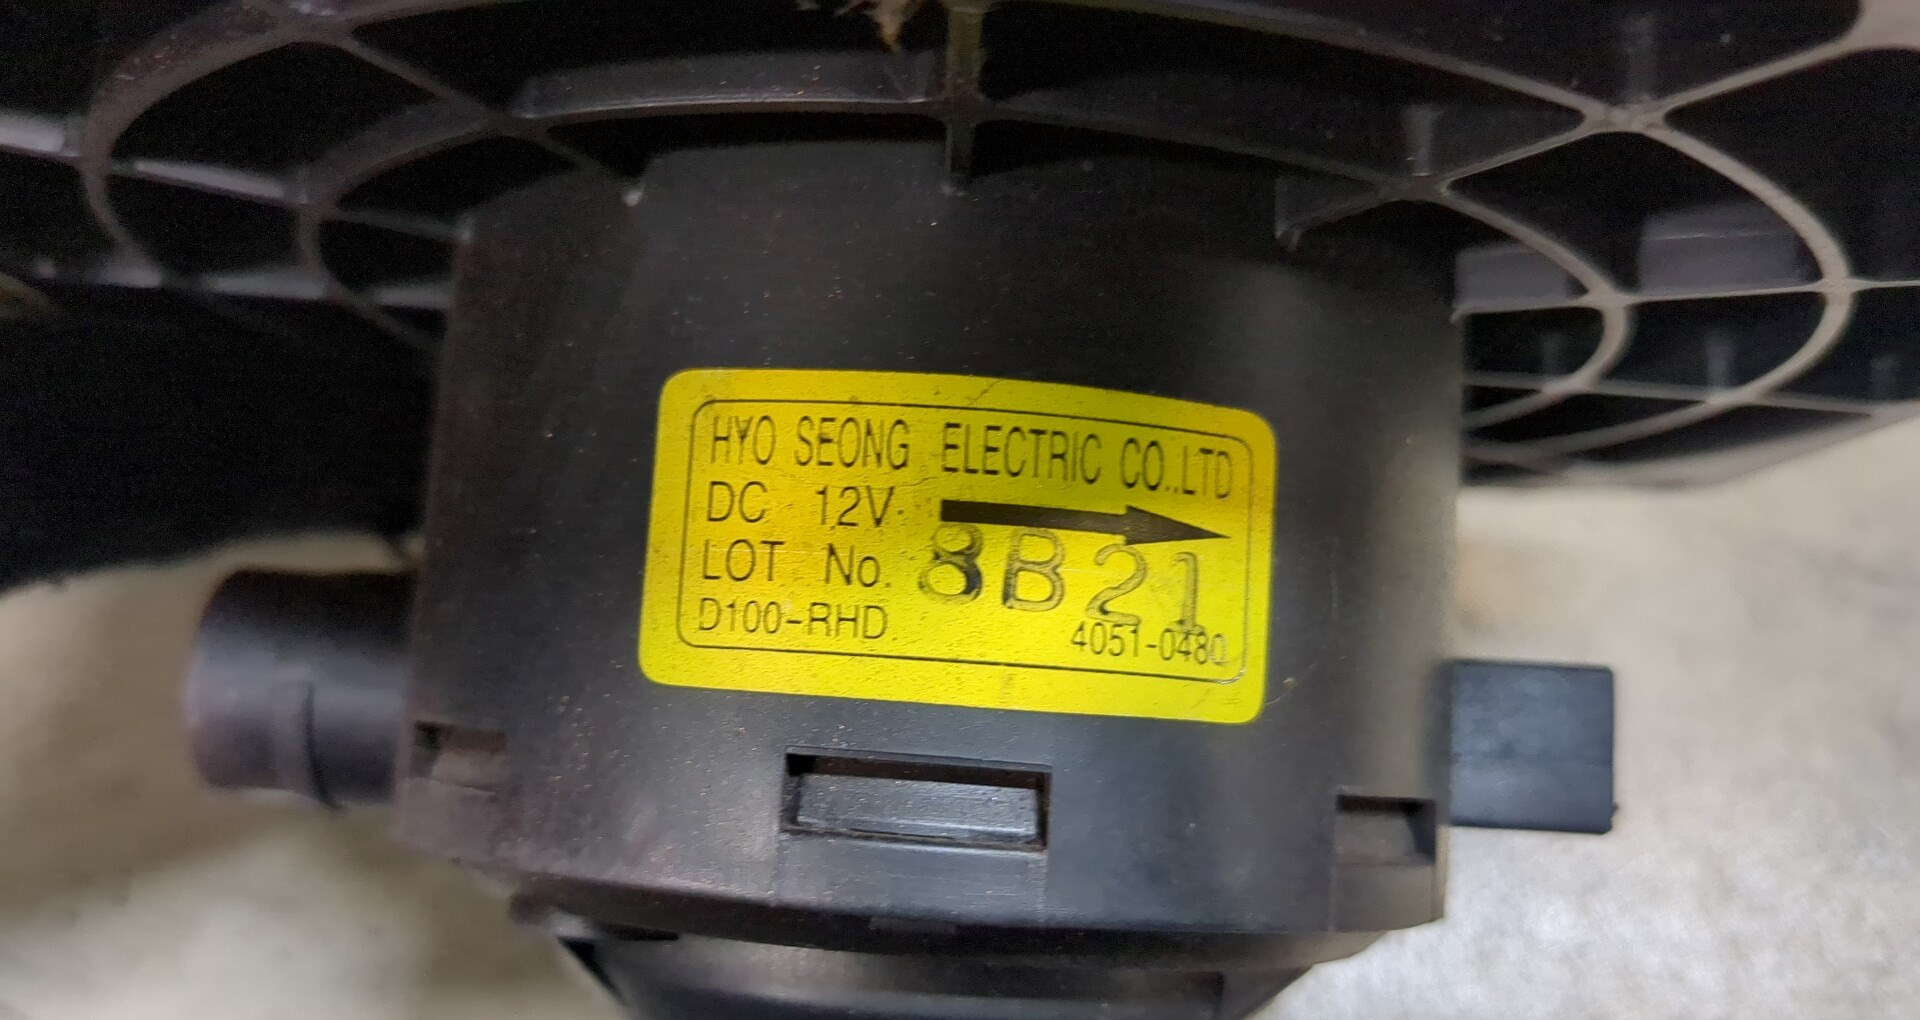 HYO SEONG ELECTRIC CO.,LTD
DC 12V
LOT No. 8B21
D100-RHD 4051-0480